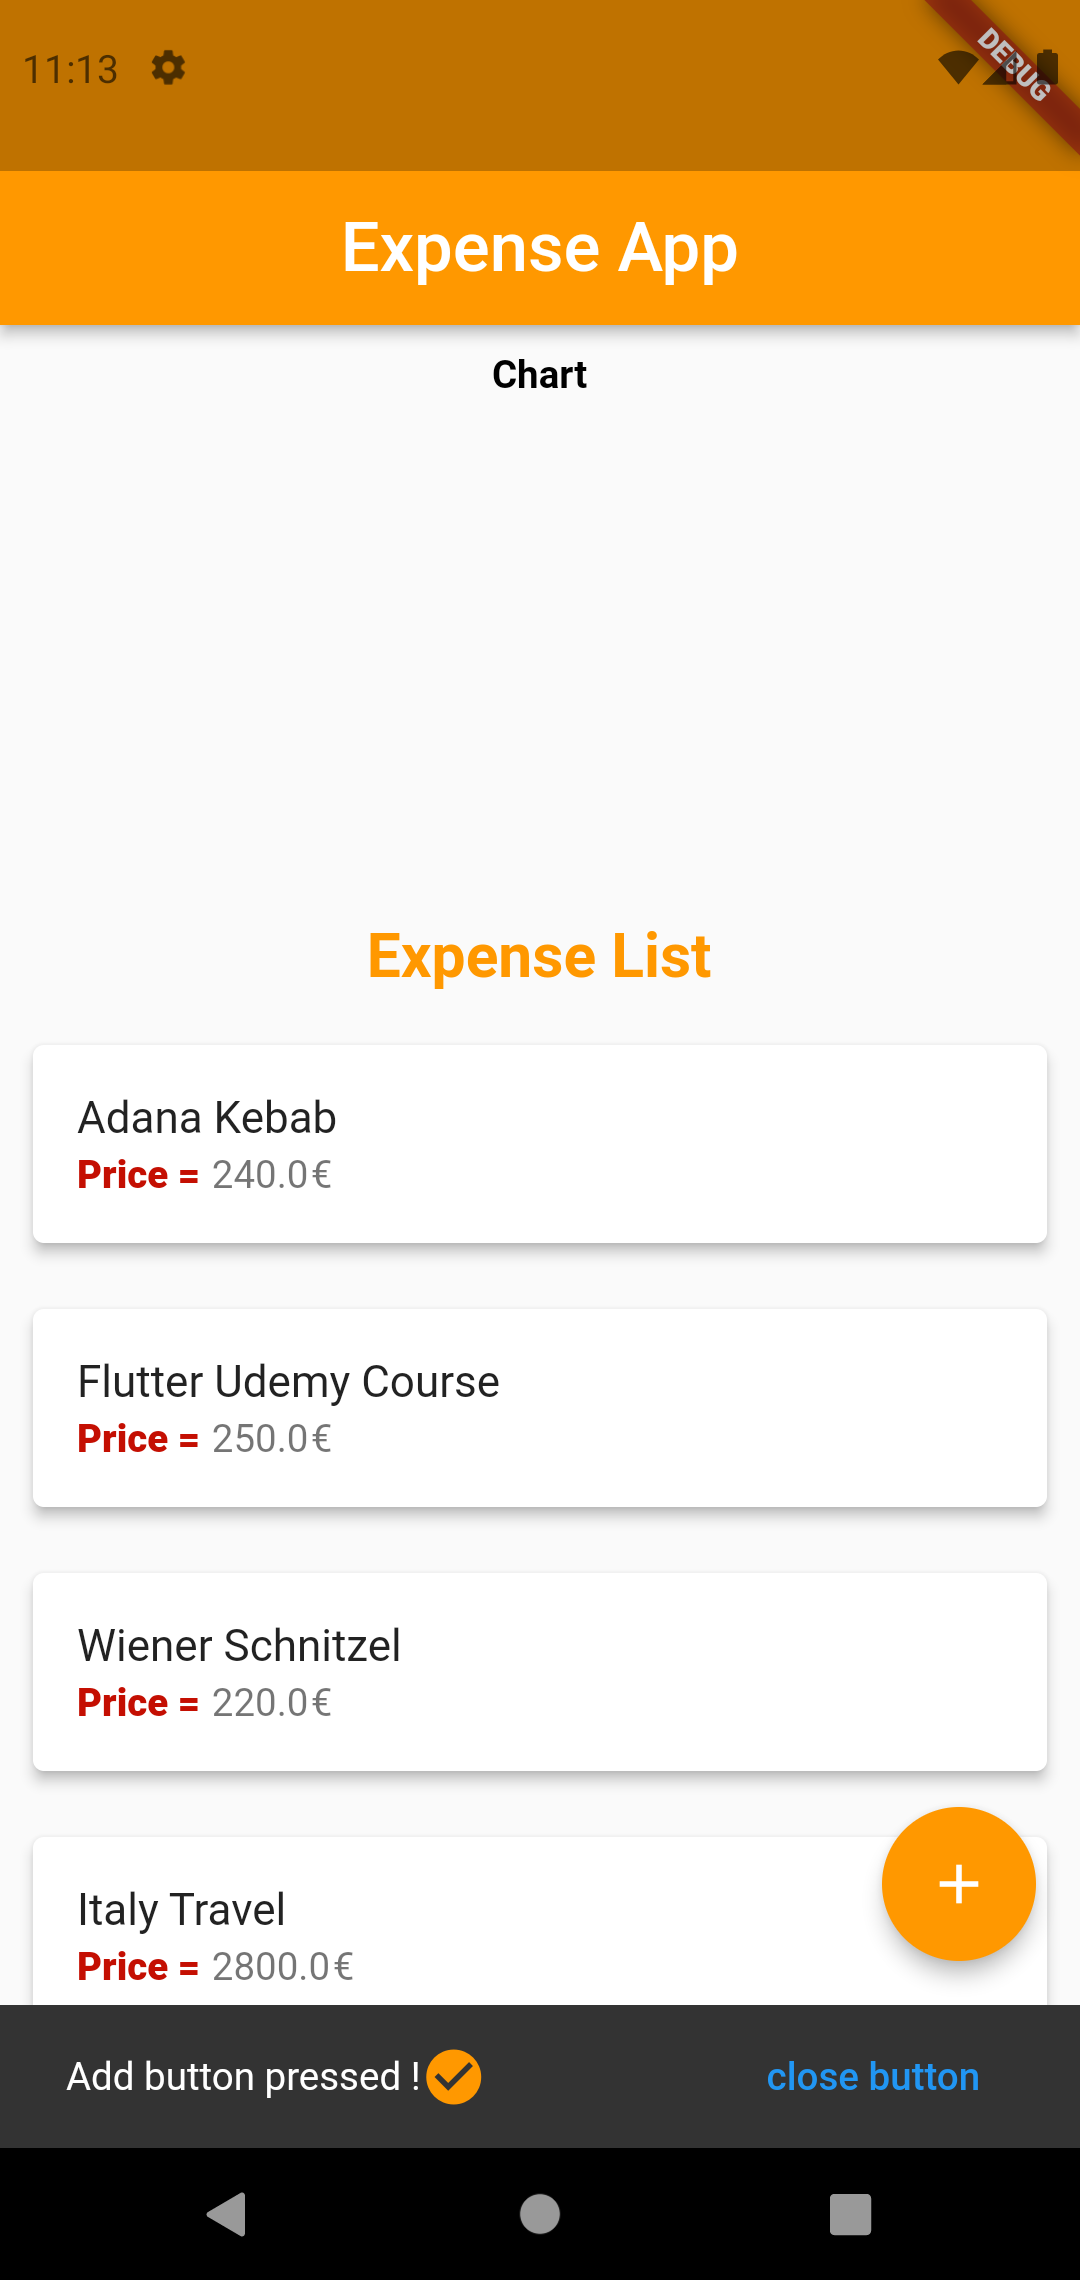 11:13
DEBUG
Expense App
Chart
Expense List
Adana Kebab
Price = 240.0€
Flutter Udemy Course
Price = 250.0€
Wiener Schnitzel
Price = 220.0€
Italy Travel
Price = 2800.0€
Add button pressed !
close button